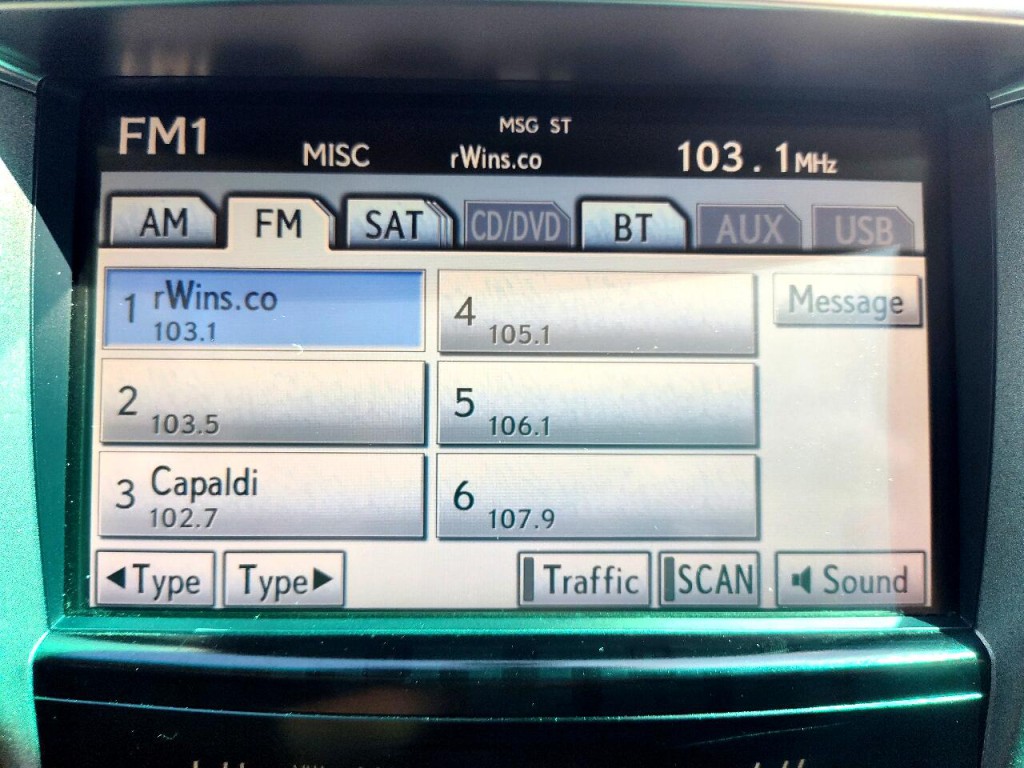 FM1
MSG ST
MISC rWins.co 103.1MHz
AM FM SAT CD/DVD BT AUX USB
1 rWins.co
103.1
4
105.1
Message
2
103.5
5
106.1
3 Capaldi
102.7
6
107.9
◀Type Type▶ Traffic SCAN Sound